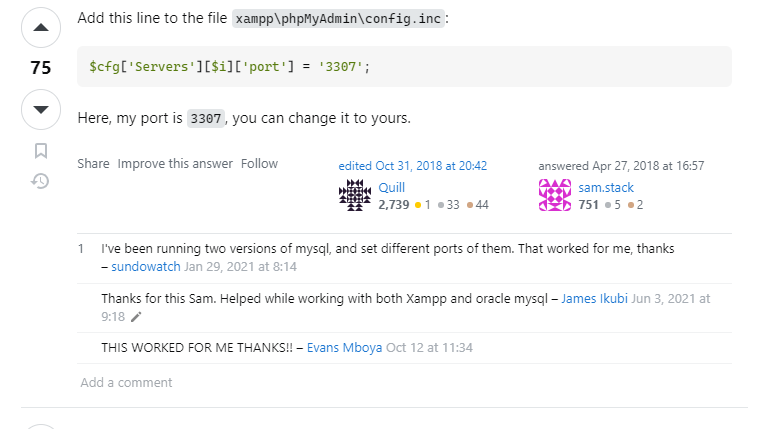 Add this line to the file xampp\phpMyAdmin\config.inc:
75
$cfg['Servers'][$i]['port'] = '3307';
Here, my port is 3307, you can change it to yours.
Share Improve this answer Follow
edited Oct 31, 2018 at 20:42
Quill
2,739 1 33 44
answered Apr 27, 2018 at 16:57
sam.stack
751 5 2
1 I've been running two versions of mysql, and set different ports of them. That worked for me, thanks
– sundowatch Jan 29, 2021 at 8:14
Thanks for this Sam. Helped while working with both Xampp and oracle mysql – James Ikubi Jun 3, 2021 at
9:18
THIS WORKED FOR ME THANKS!! – Evans Mboya Oct 12 at 11:34
Add a comment